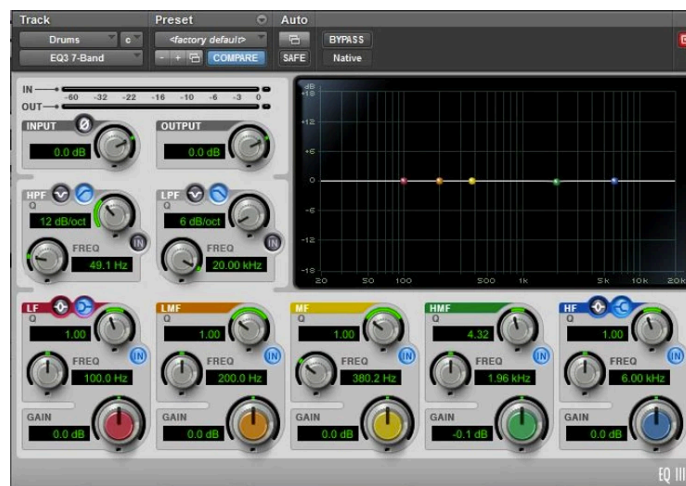 Track Preset Auto
Drums c <factory default> BYPASS
EQ3 7-Band - + COMPARE SAFE Native
IN -60 -32 -22 -16 -10 -6 -3 0
OUT
INPUT Ø OUTPUT
0.0 dB 0.0 dB
HPF LPF
Q Q
12 dB/oct 6 dB/oct
FREQ IN FREQ IN
49.1 Hz 20.00 kHz
dB
+18
+12
+6
0
-6
-12
-18
20 50 100 500 1k 5k 10k 20k
LF LMF MF HMF HF
Q Q Q Q Q
1.00 1.00 1.00 4.32 1.00
IN IN IN IN IN
FREQ FREQ FREQ FREQ FREQ
100.0 Hz 200.0 Hz 380.2 Hz 1.96 kHz 6.00 kHz
GAIN GAIN GAIN GAIN GAIN
0.0 dB 0.0 dB 0.0 dB -0.1 dB 0.0 dB
EQ III